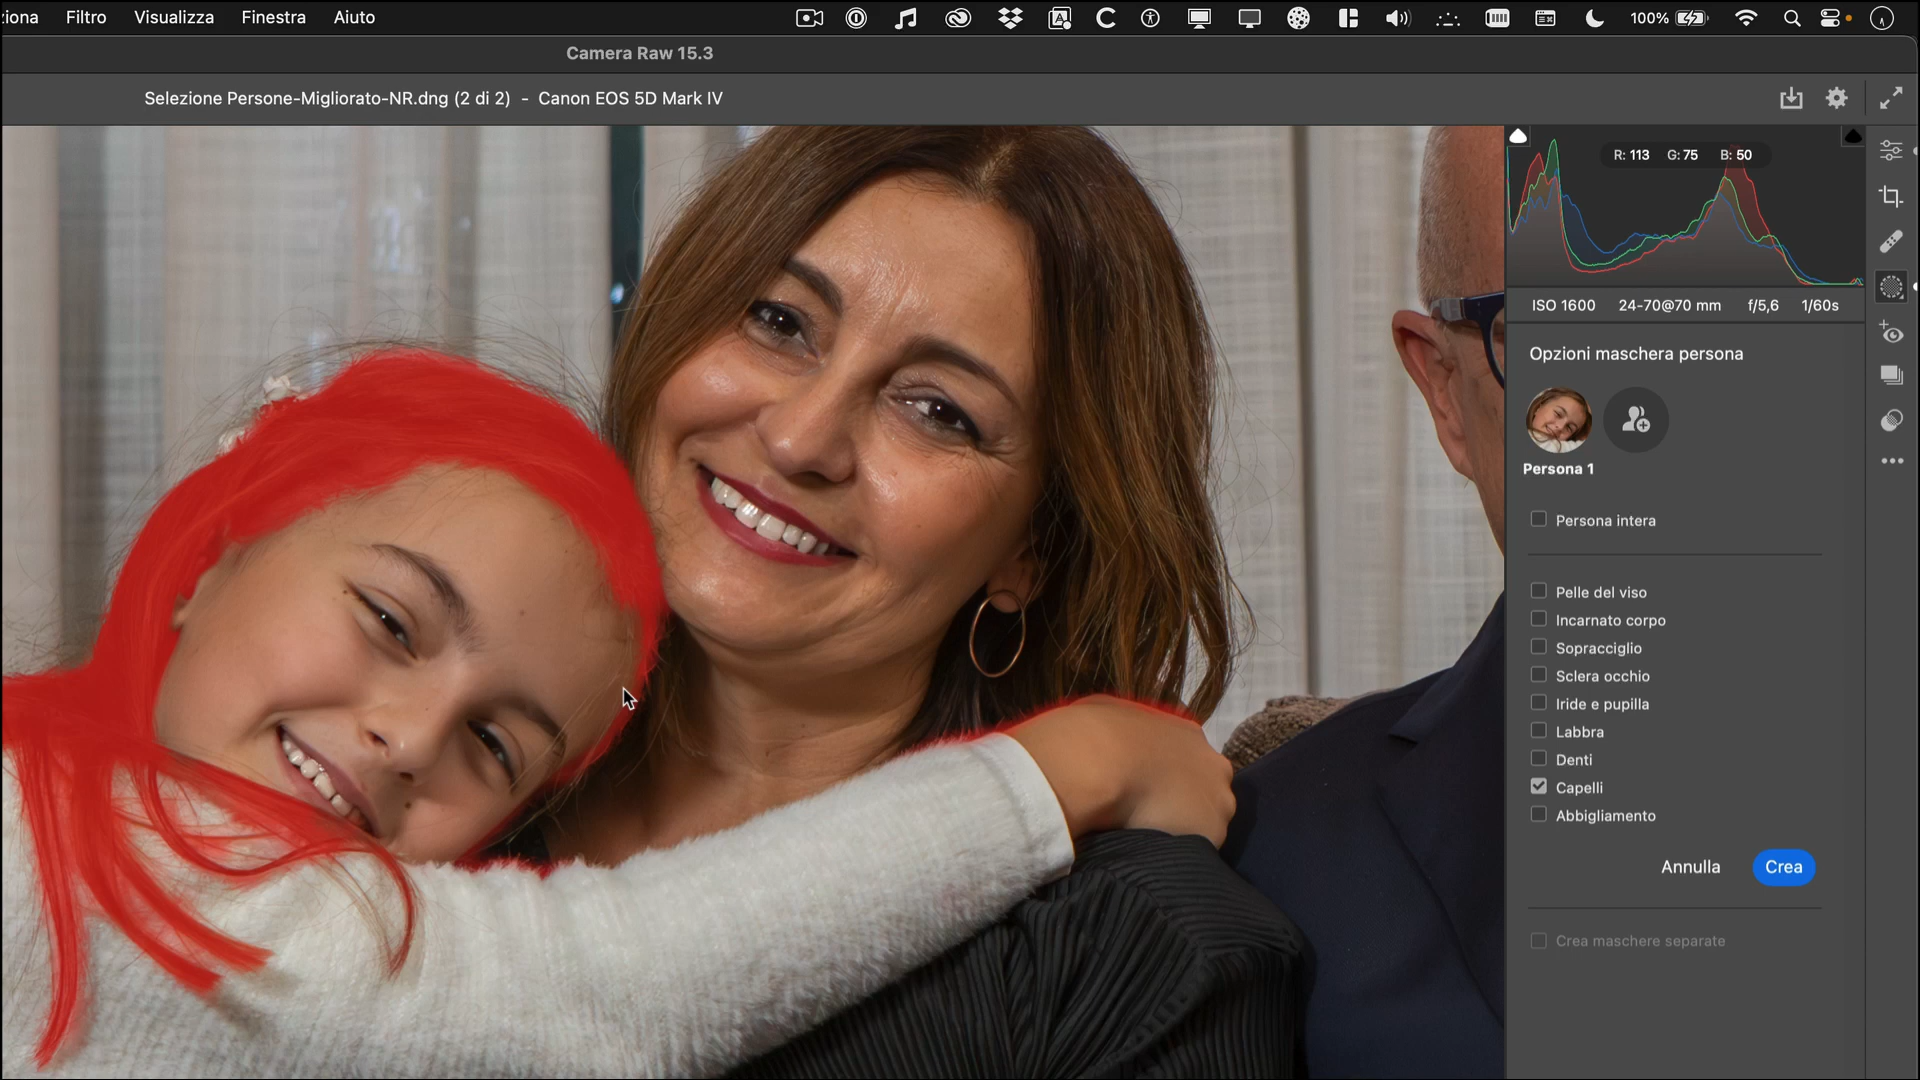 Filtro Visualizza Finestra Aiuto 100%
Camera Raw 15.3
Selezione Persone-Migliorato-NR.dng (2 di 2) - Canon EOS 5D Mark IV
R: 113 G: 75 B: 50
ISO 1600 24-70@70 mm f/5,6 1/60s
Opzioni maschera persona
Persona 1
Persona intera
Pelle del viso
Incarnato corpo
Sopracciglio
Sclera occhio
Iride e pupilla
Labbra
Denti
Capelli
Abbigliamento
Annulla Crea
Crea maschere separate